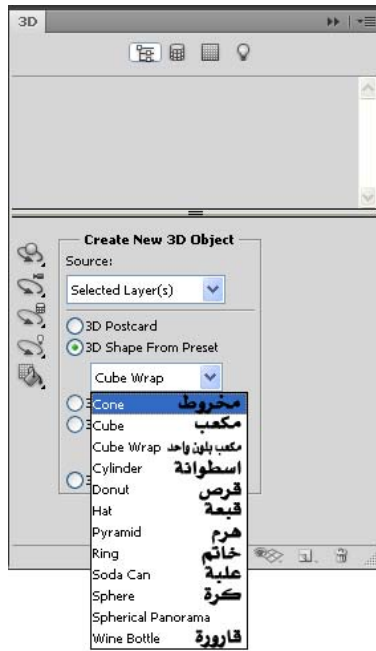 3D
Create New 3D Object
Source:
Selected Layer(s)
3D Postcard
3D Shape From Preset
Cube Wrap
Cone مخروط
Cube مكعب
Cube Wrap مكعب بلون واحد
Cylinder اسطوانة
Donut قرص
Hat قبعة
Pyramid هرم
Ring خاتم
Soda Can علبة
Sphere كرة
Spherical Panorama
Wine Bottle قارورة